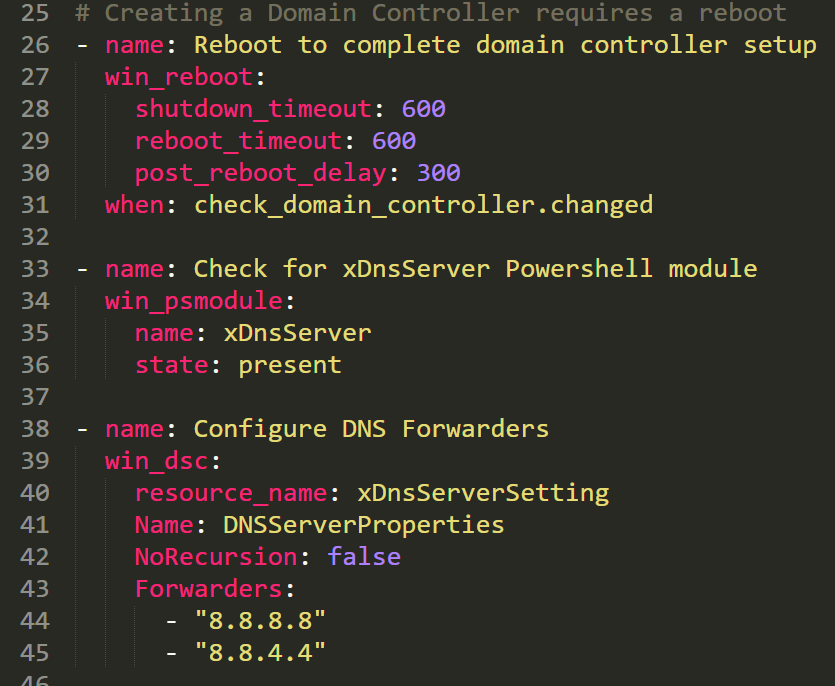 25 # Creating a Domain Controller requires a reboot
26 - name: Reboot to complete domain controller setup
27   win_reboot:
28     shutdown_timeout: 600
29     reboot_timeout: 600
30     post_reboot_delay: 300
31   when: check_domain_controller.changed
32
33 - name: Check for xDnsServer Powershell module
34   win_psmodule:
35     name: xDnsServer
36     state: present
37
38 - name: Configure DNS Forwarders
39   win_dsc:
40     resource_name: xDnsServerSetting
41     Name: DNSServerProperties
42     NoRecursion: false
43     Forwarders:
44       - "8.8.8.8"
45       - "8.8.4.4"
46